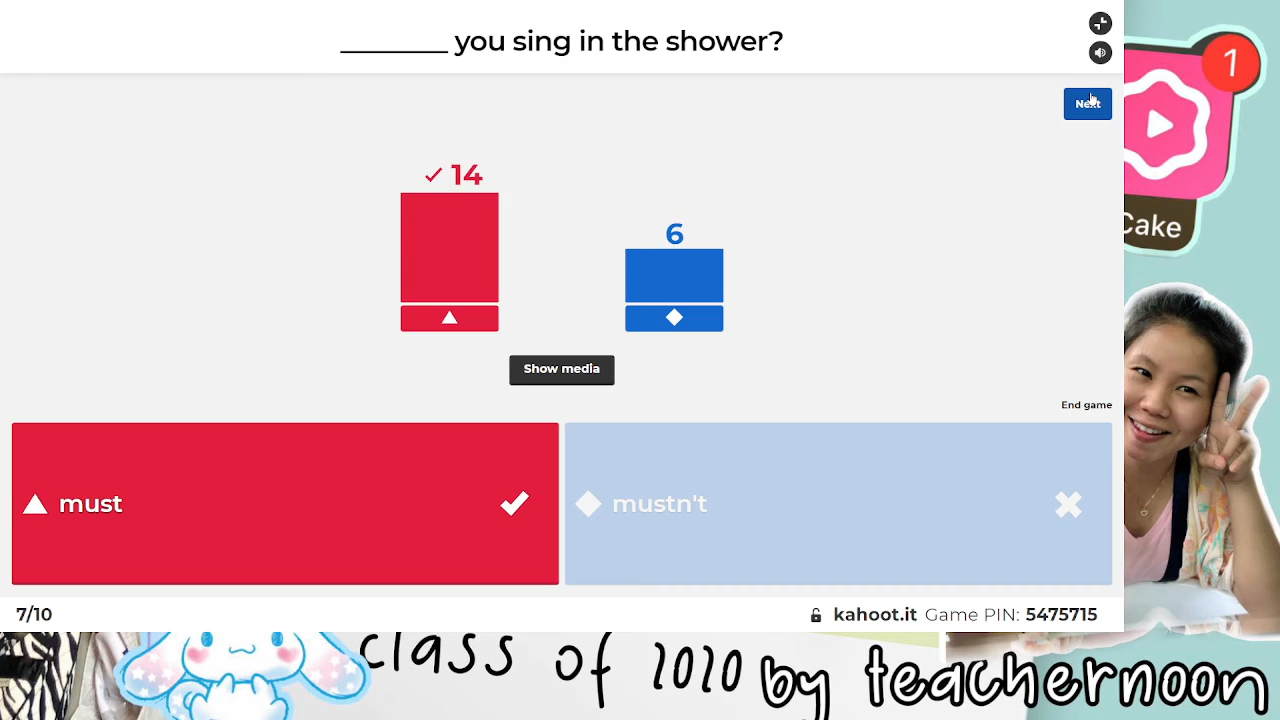 ________ you sing in the shower?
1
Next
14
6
Cake
Show media
End game
must
mustn't
7/10
kahoot.it Game PIN: 5475715
class of 2020 by teachernoon